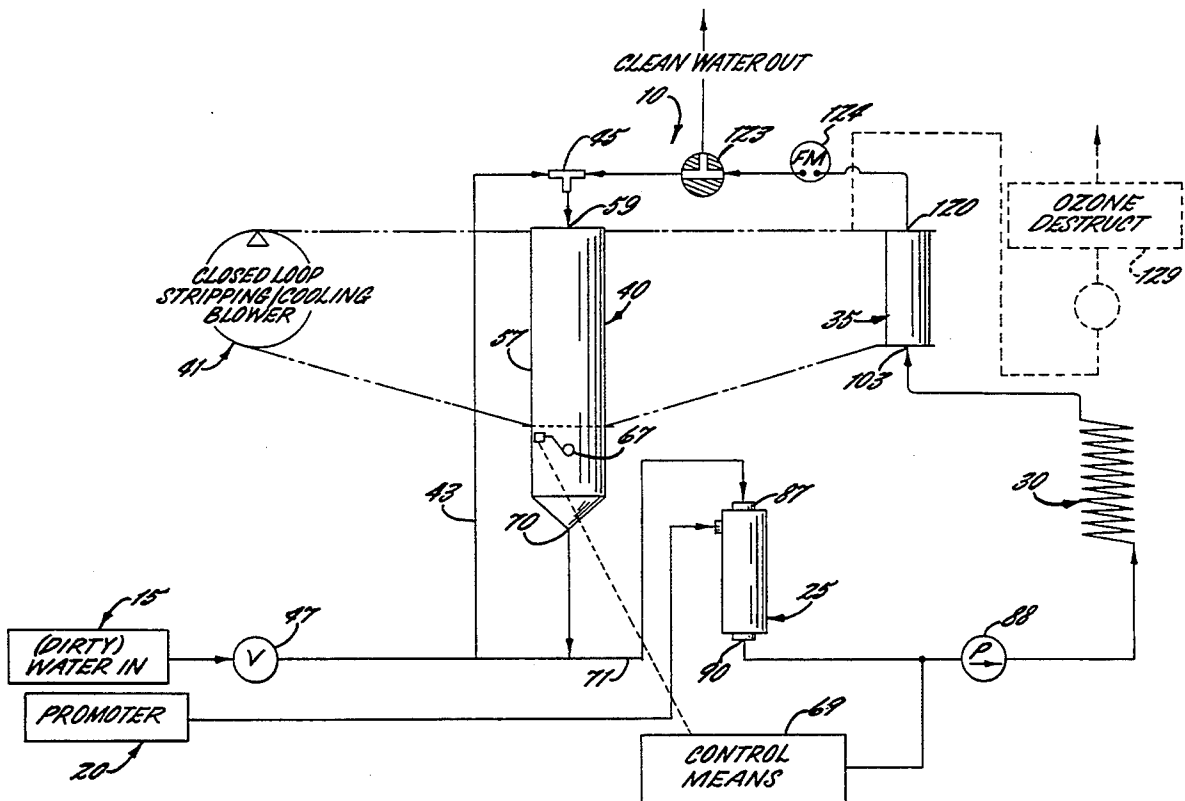 CLEAN WATER OUT
10
123
124
FM
45
59
120
OZONE
DESTRUCT
129
CLOSED LOOP
STRIPPING/COOLING
BLOWER
41
57
40
35
103
67
43
70
87
30
25
15
(DIRTY)
WATER IN
47
V
71
90
88
P
PROMOTER
20
69
CONTROL
MEANS